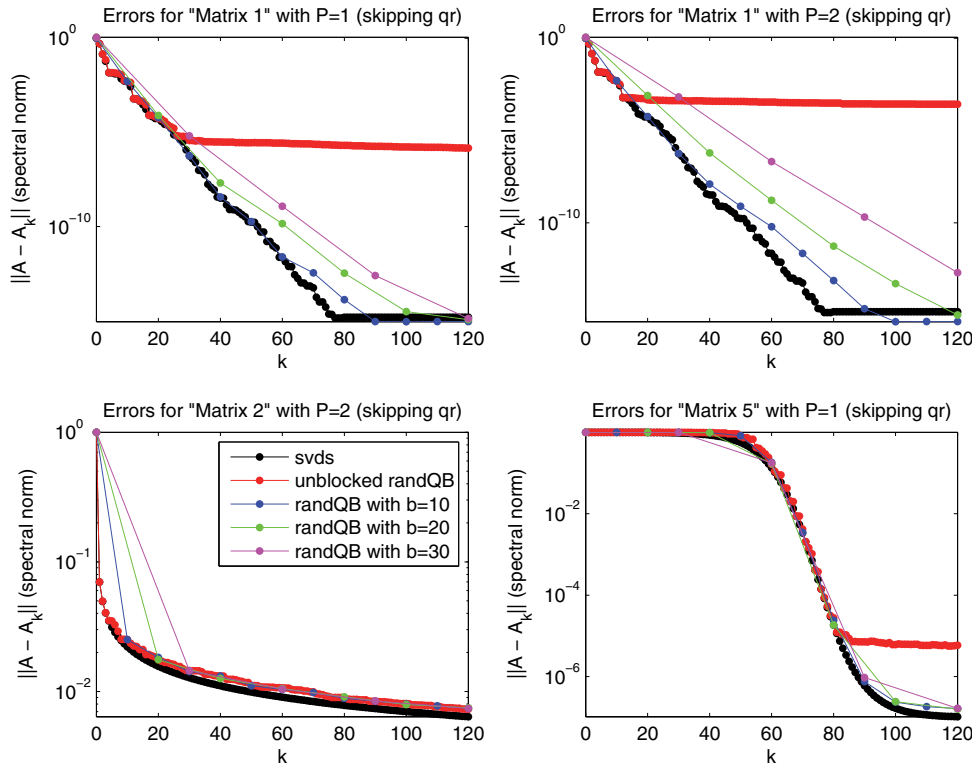 Errors for "Matrix 1" with P=1 (skipping qr)
10^0
10^-10
||A − A_k|| (spectral norm)
0 20 40 60 80 100 120
k
Errors for "Matrix 1" with P=2 (skipping qr)
10^0
10^-10
||A − A_k|| (spectral norm)
0 20 40 60 80 100 120
k
Errors for "Matrix 2" with P=2 (skipping qr)
10^0
10^-1
10^-2
||A − A_k|| (spectral norm)
svds
unblocked randQB
randQB with b=10
randQB with b=20
randQB with b=30
0 20 40 60 80 100 120
k
Errors for "Matrix 5" with P=1 (skipping qr)
10^-2
10^-4
10^-6
||A − A_k|| (spectral norm)
0 20 40 60 80 100 120
k